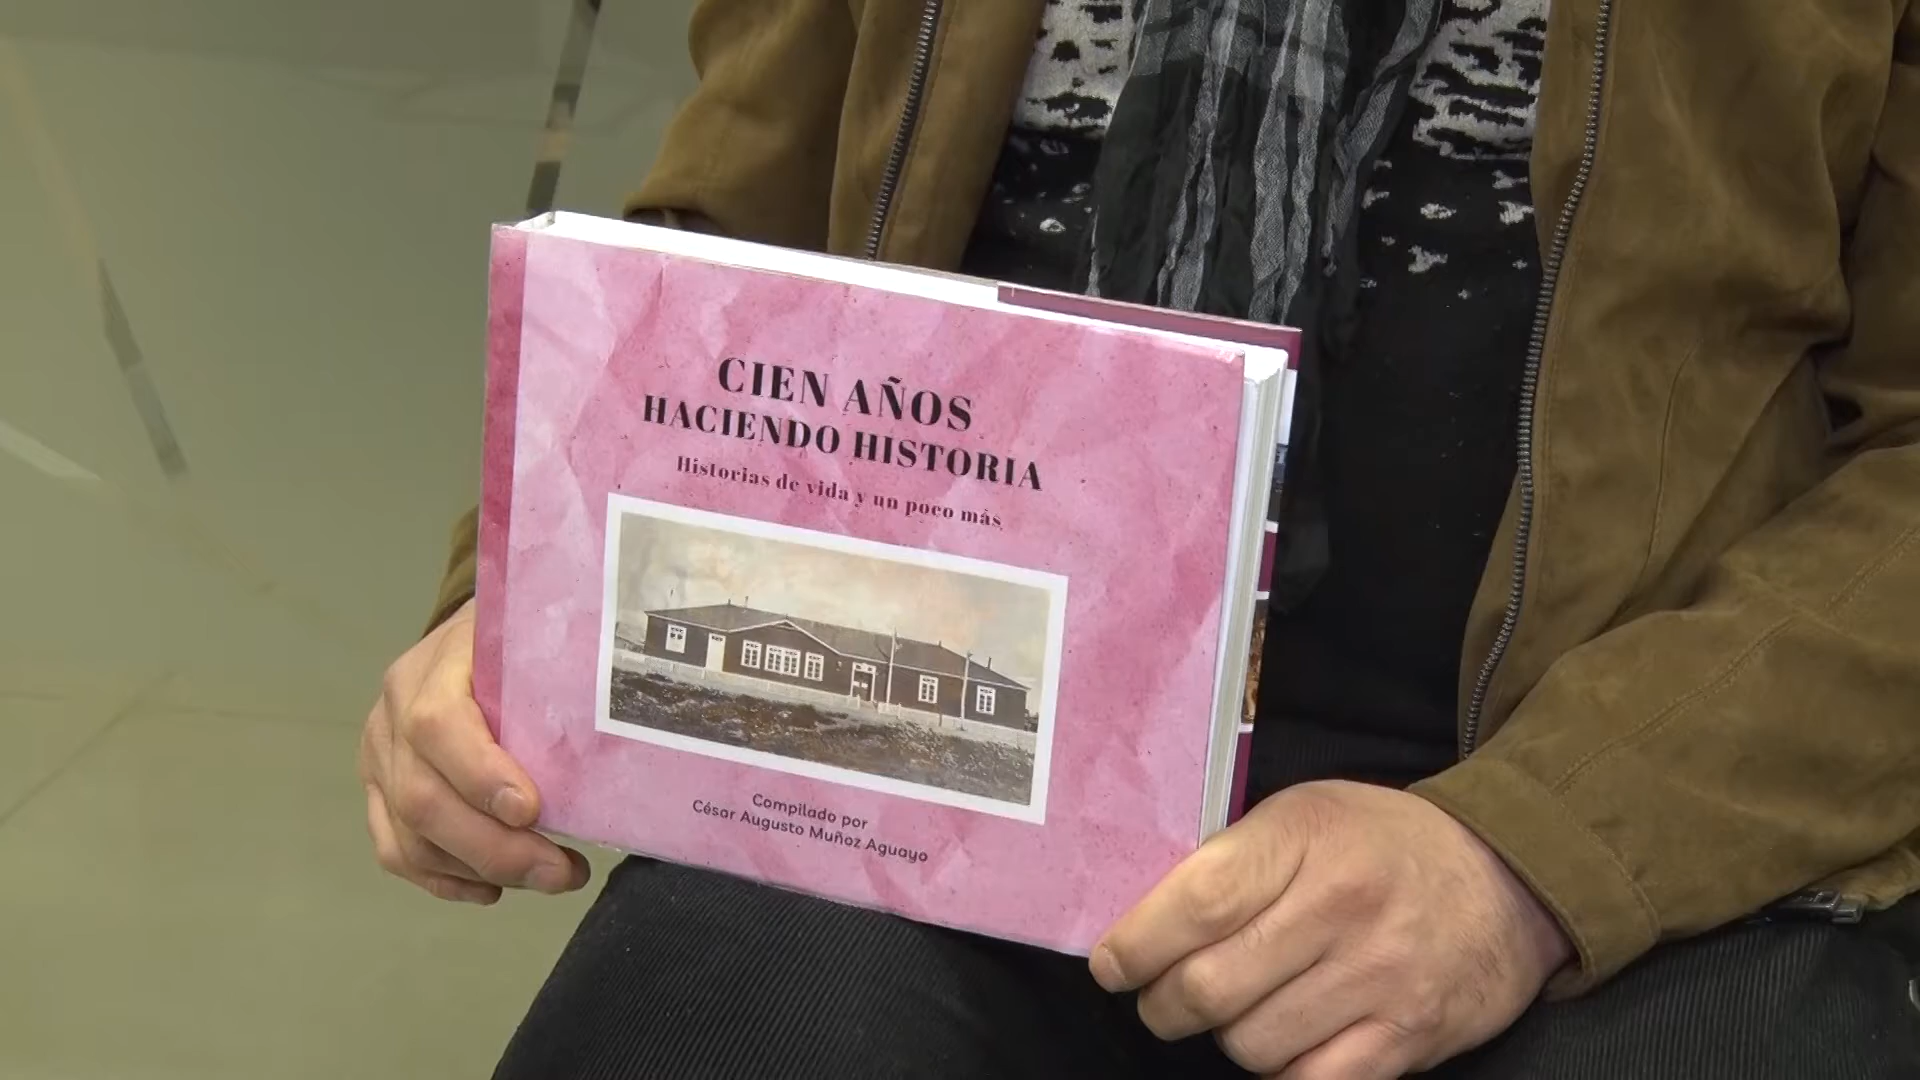 CIEN AÑOS
HACIENDO HISTORIA
Historias de vida y un poco más
Compilado por
César Augusto Muñoz Aguayo